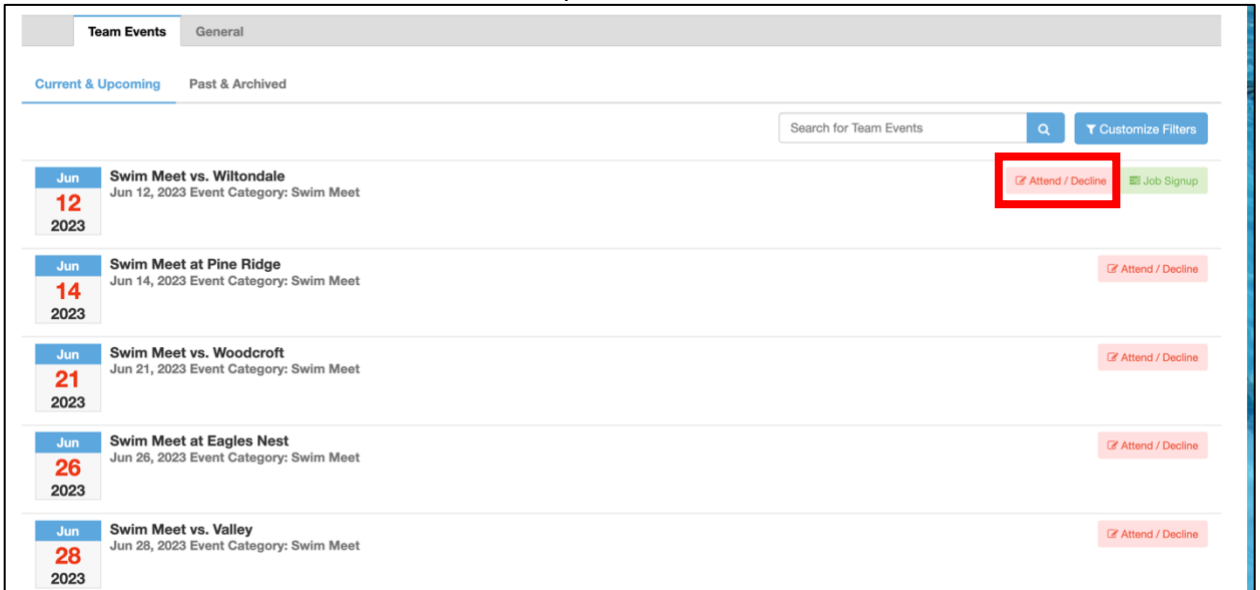 Team Events General
Current & Upcoming Past & Archived
Search for Team Events Customize Filters
Jun
12
2023
Swim Meet vs. Wiltondale
Jun 12, 2023 Event Category: Swim Meet
Attend / Decline Job Signup
Jun
14
2023
Swim Meet at Pine Ridge
Jun 14, 2023 Event Category: Swim Meet
Attend / Decline
Jun
21
2023
Swim Meet vs. Woodcroft
Jun 21, 2023 Event Category: Swim Meet
Attend / Decline
Jun
26
2023
Swim Meet at Eagles Nest
Jun 26, 2023 Event Category: Swim Meet
Attend / Decline
Jun
28
2023
Swim Meet vs. Valley
Jun 28, 2023 Event Category: Swim Meet
Attend / Decline